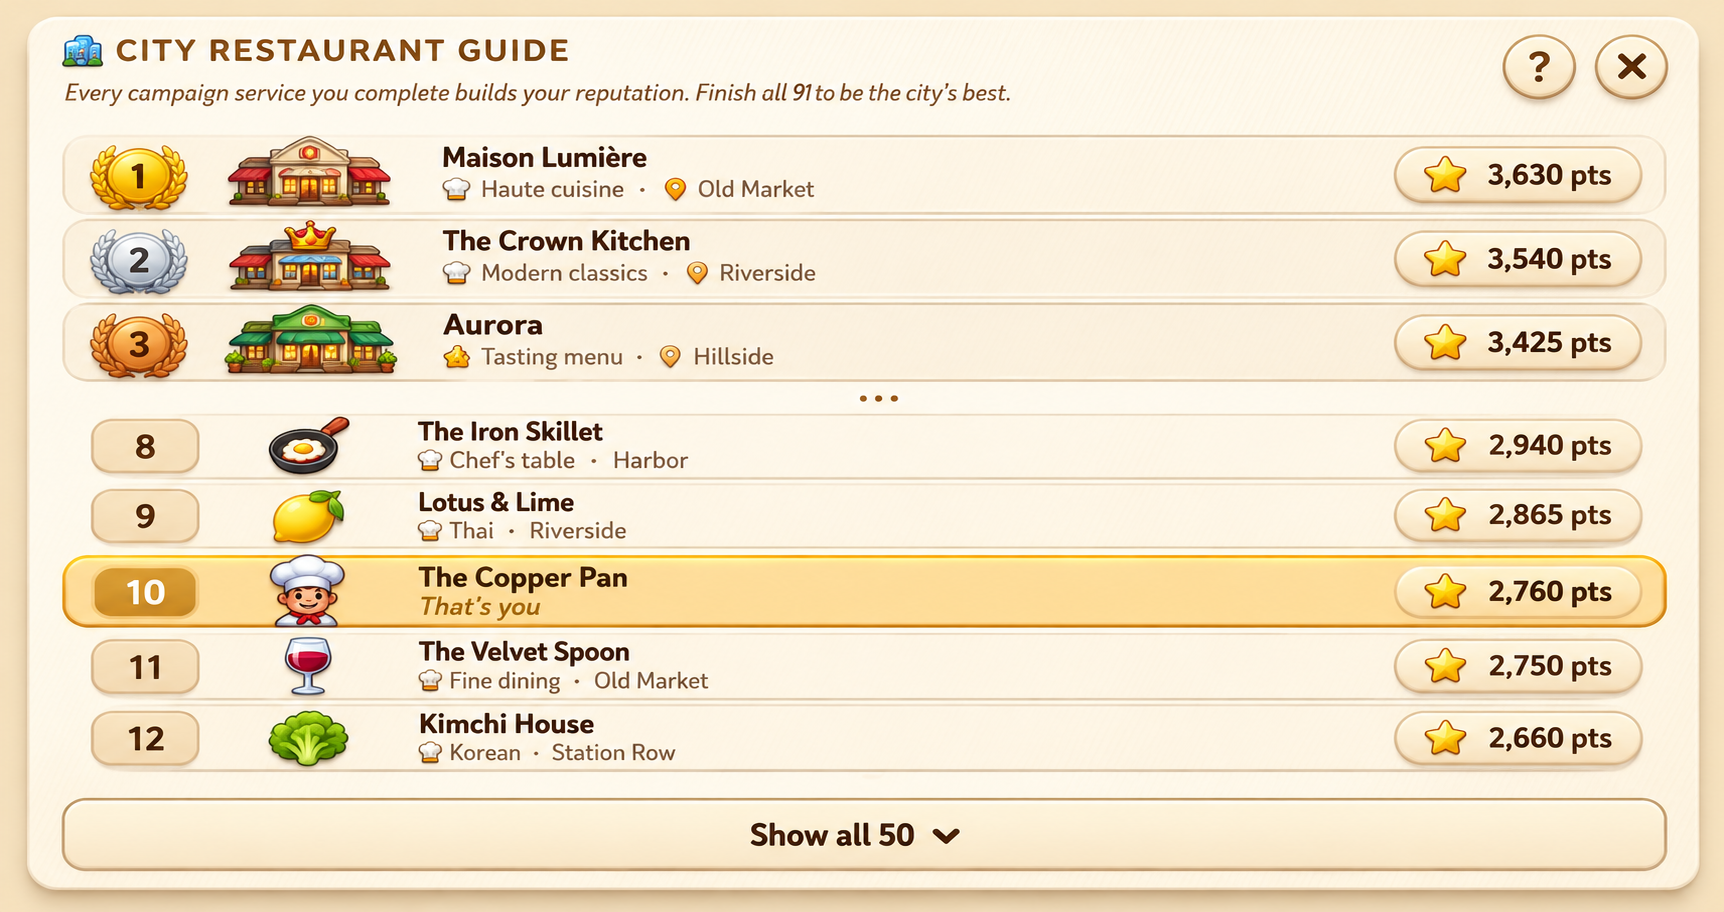 CITY RESTAURANT GUIDE
?
Every campaign service you complete builds your reputation. Finish all 91 to be the city's best.
1
Maison Lumière
Haute cuisine · Old Market
3,630 pts
2
The Crown Kitchen
Modern classics · Riverside
3,540 pts
3
Aurora
Tasting menu · Hillside
3,425 pts
...
8
The Iron Skillet
Chef's table · Harbor
2,940 pts
9
Lotus & Lime
Thai · Riverside
2,865 pts
10
The Copper Pan
That's you
2,760 pts
11
The Velvet Spoon
Fine dining · Old Market
2,750 pts
12
Kimchi House
Korean · Station Row
2,660 pts
Show all 50